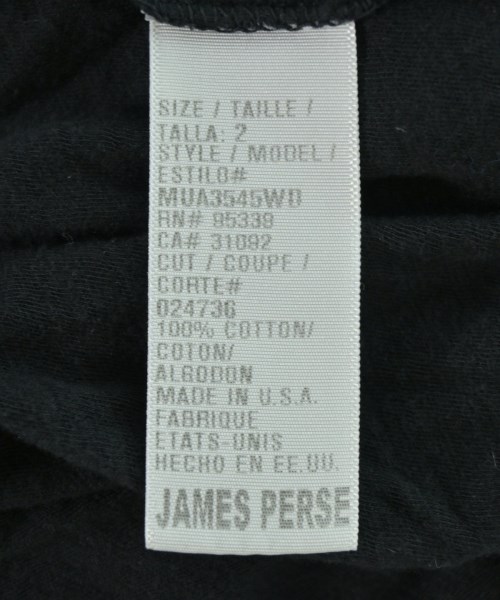 SIZE / TAILLE /
TALLA: 2
STYLE / MODEL /
ESTILO#
MUA3545WD
RN# 95339
CA# 31092
CUT / COUPE /
CORTE#
024736
100% COTTON/
COTON/
ALGODON
MADE IN U.S.A.
FABRIQUE
ETATS-UNIS
HECHO EN EE.UU.
JAMES PERSE